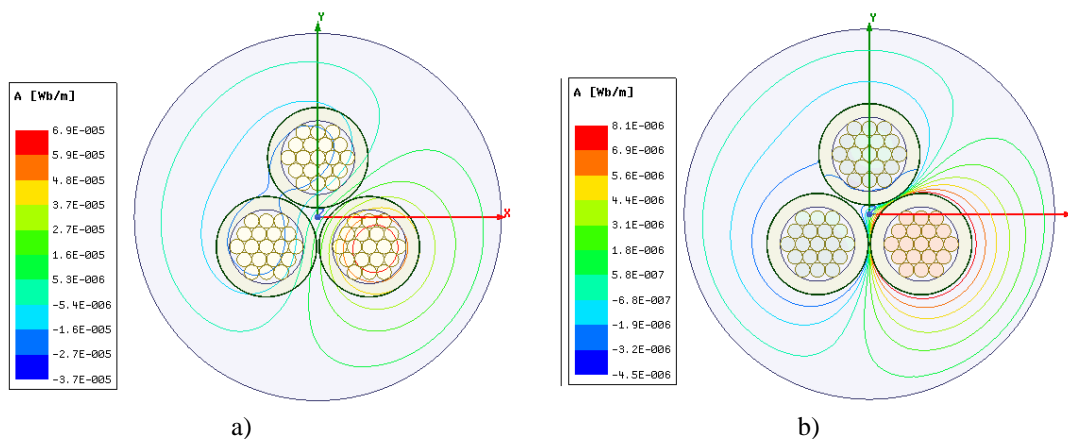 Y
A [Wb/m]
6.9E-005
5.9E-005
4.8E-005
3.7E-005
2.7E-005
1.6E-005
5.3E-006
-5.4E-006
-1.6E-005
-2.7E-005
-3.7E-005
X
a)
Y
A [Wb/m]
8.1E-006
6.9E-006
5.6E-006
4.4E-006
3.1E-006
1.8E-006
5.8E-007
-6.8E-007
-1.9E-006
-3.2E-006
-4.5E-006
b)